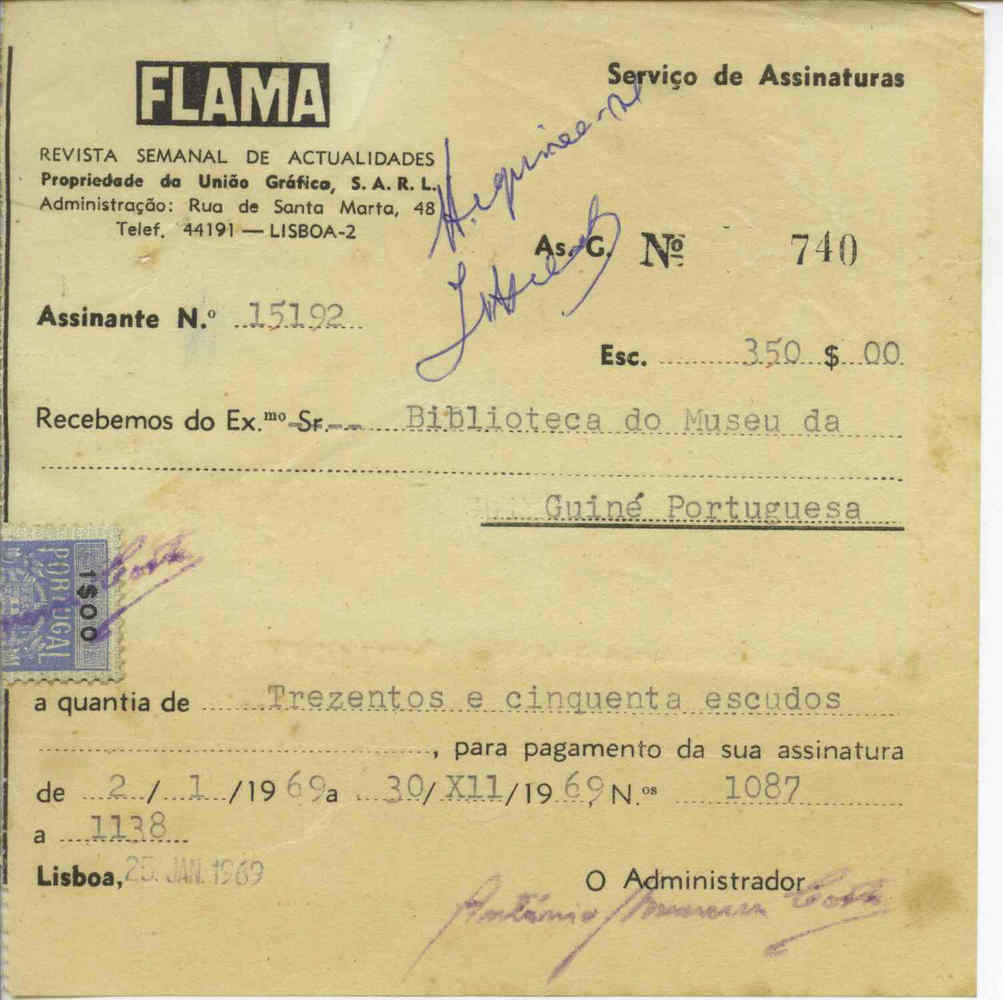 FLAMA
Serviço de Assinaturas
REVISTA SEMANAL DE ACTUALIDADES
Propriedade da União Gráfica, S. A. R. L.
Administração: Rua de Santa Marta, 48
Telef. 44191 — LISBOA-2
As. G. Nº 740
Assinante N.º 15192
Esc. 350 $ 00
Recebemos do Ex.mo Sr. Biblioteca do Museu da
Guiné Portuguesa
1$00
PORTUGAL
Costa
a quantia de Trezentos e cinquenta escudos
, para pagamento da sua assinatura
de 2 / 1 / 1969 a 30 / XII / 1969 N.os 1087
a 1138
Lisboa, 25. JAN. 1969
O Administrador
António Costa